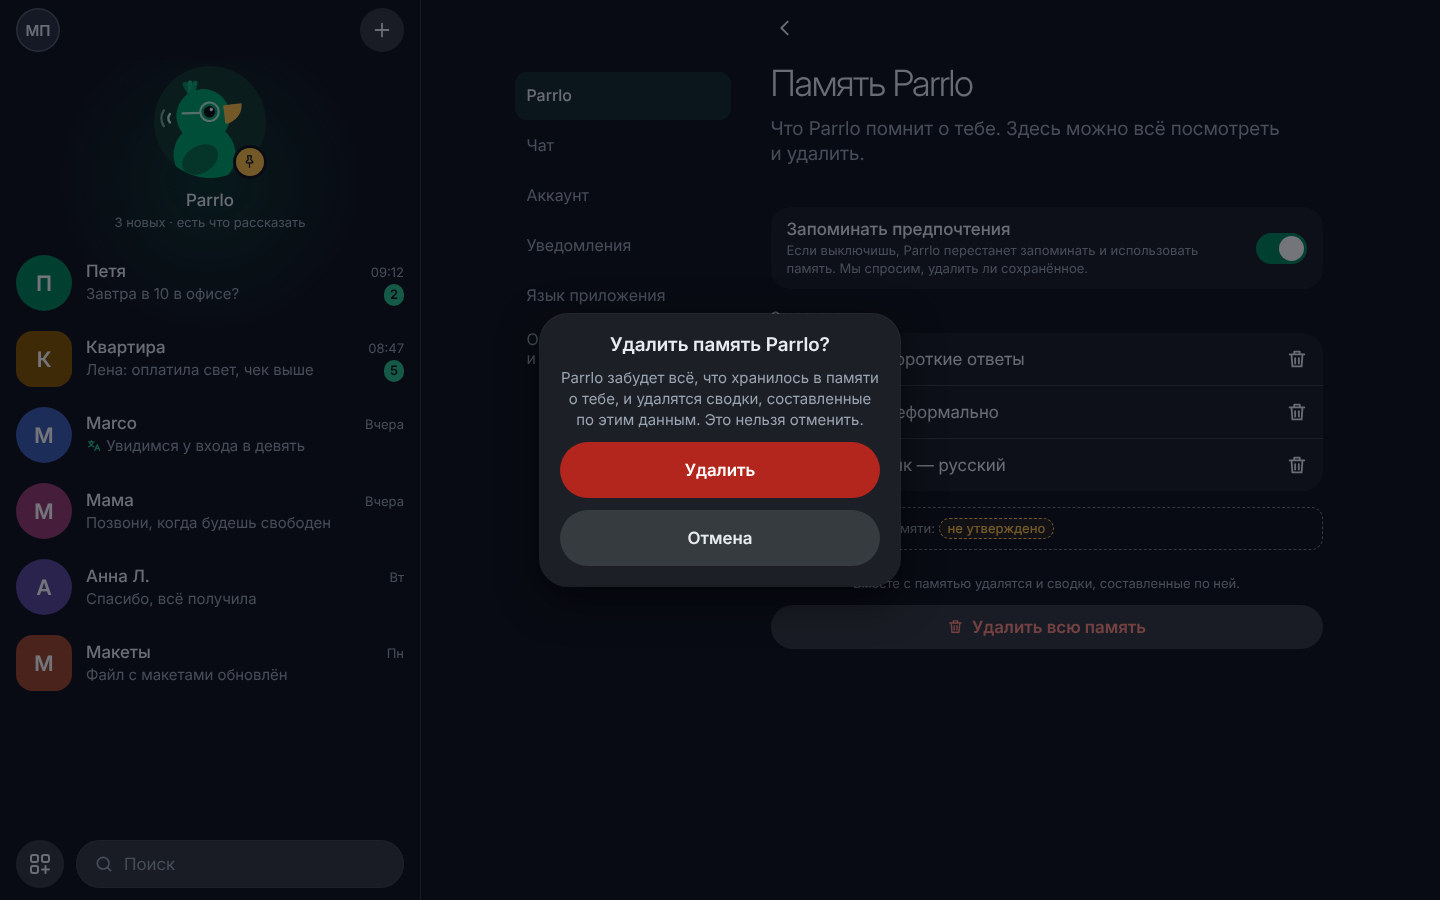 МП
Parrlo
3 новых · есть что рассказать
П
Петя
09:12
Завтра в 10 в офисе?
2
К
Квартира
08:47
Лена: оплатила свет, чек выше
5
M
Marco
Вчера
Увидимся у входа в девять
М
Мама
Вчера
Позвони, когда будешь свободен
А
Анна Л.
Вт
Спасибо, всё получила
М
Макеты
Пн
Файл с макетами обновлён
Поиск
Parrlo
Чат
Аккаунт
Уведомления
Язык приложения
О
и
Память Parrlo
Что Parrlo помнит о тебе. Здесь можно всё посмотреть
и удалить.
Запоминать предпочтения
Если выключишь, Parrlo перестанет запоминать и использовать
память. Мы спросим, удалить ли сохранённое.
ороткие ответы
еформально
к — русский
мяти: не утверждено
Вместе с памятью удалятся и сводки, составленные по ней.
Удалить всю память
Удалить память Parrlo?
Parrlo забудет всё, что хранилось в памяти
о тебе, и удалятся сводки, составленные
по этим данным. Это нельзя отменить.
Удалить
Отмена